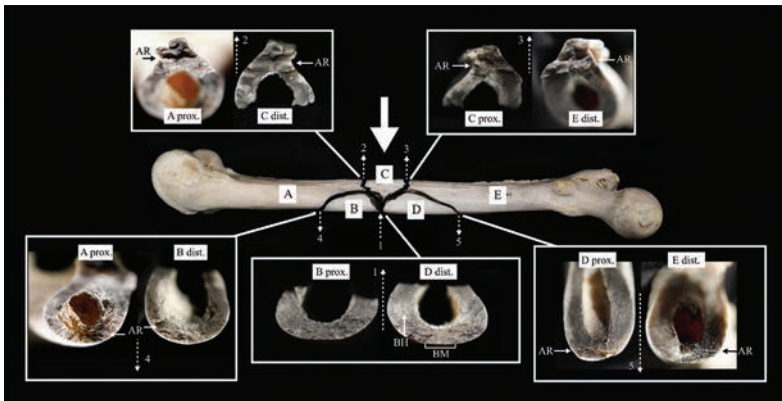 AR
2
AR
A prox.
C dist.
3
AR
AR
C prox.
E dist.
2
3
C
A
E
B
D
4
1
5
A prox.
B dist.
AR
4
B prox.
1
D dist.
BH
BM
D prox.
E dist.
AR
AR
5